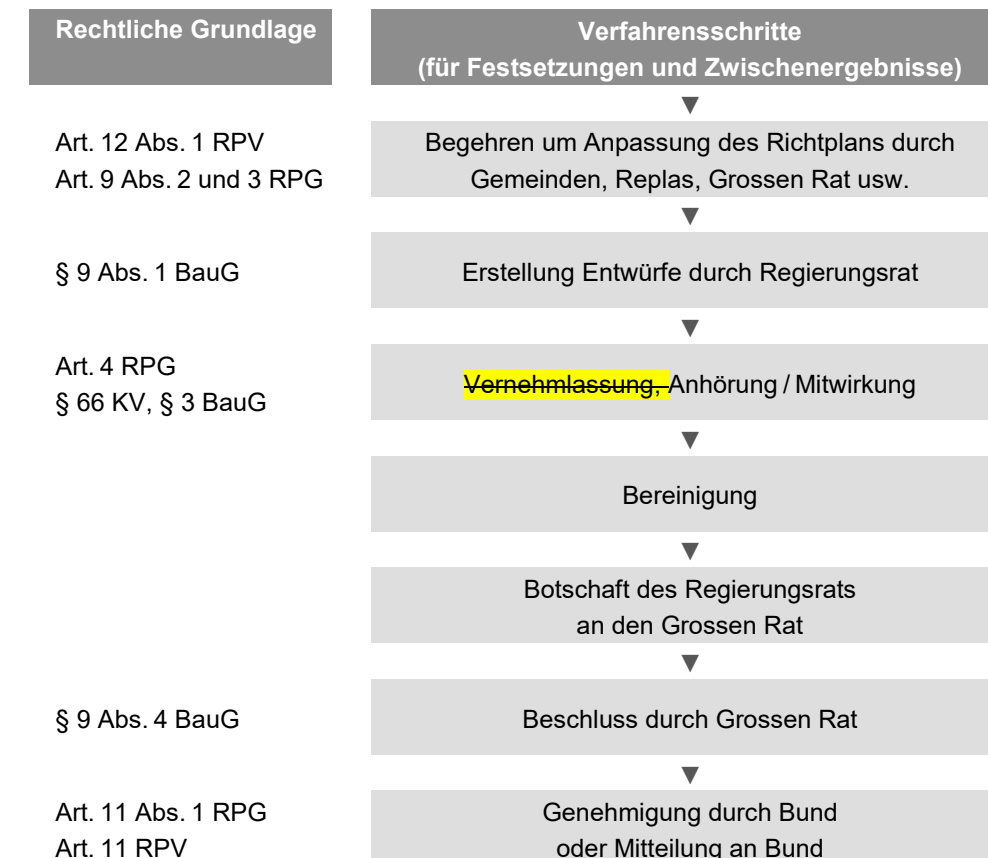 Rechtliche Grundlage
Verfahrensschritte
(für Festsetzungen und Zwischenergebnisse)
▼
Art. 12 Abs. 1 RPV
Art. 9 Abs. 2 und 3 RPG
Begehren um Anpassung des Richtplans durch
Gemeinden, Replas, Grossen Rat usw.
▼
§ 9 Abs. 1 BauG
Erstellung Entwürfe durch Regierungsrat
▼
Art. 4 RPG
§ 66 KV, § 3 BauG
Vernehmlassung, Anhörung / Mitwirkung
▼
Bereinigung
▼
Botschaft des Regierungsrats
an den Grossen Rat
▼
§ 9 Abs. 4 BauG
Beschluss durch Grossen Rat
▼
Art. 11 Abs. 1 RPG
Art. 11 RPV
Genehmigung durch Bund
oder Mitteilung an Bund